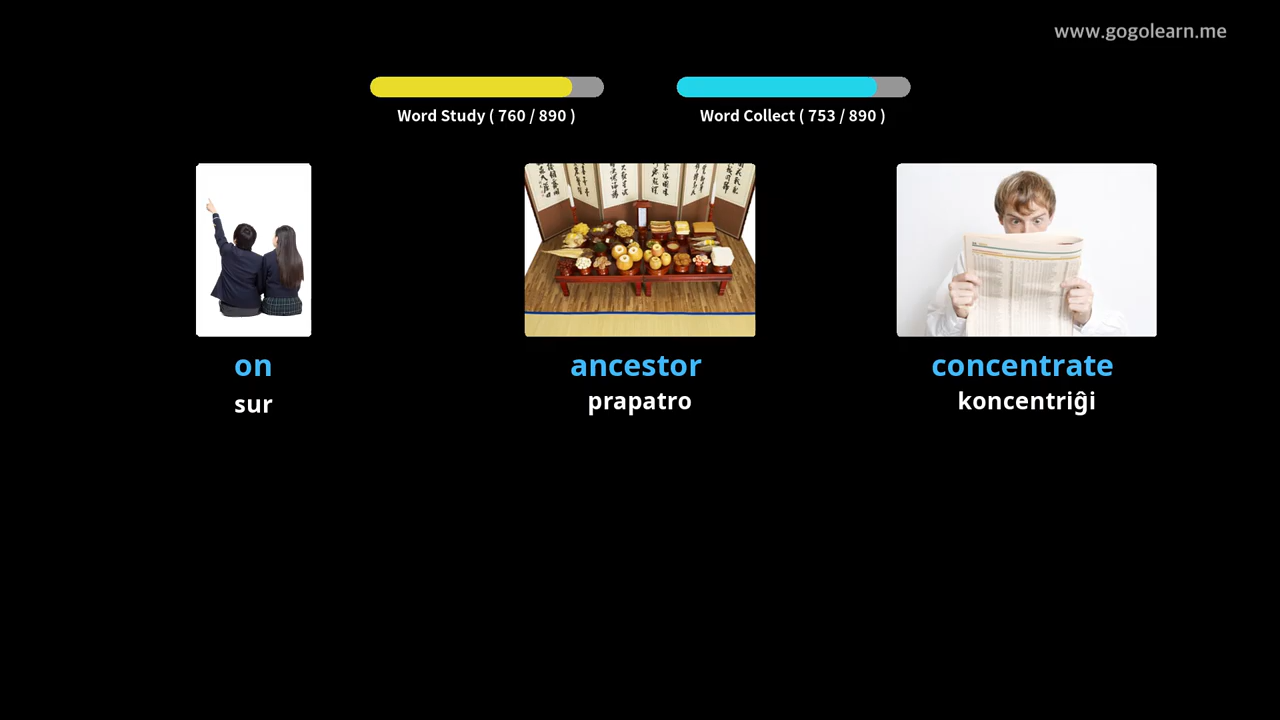 www.gogolearn.me
Word Study ( 760 / 890 )
Word Collect ( 753 / 890 )
on
sur
ancestor
prapatro
concentrate
koncentriĝi